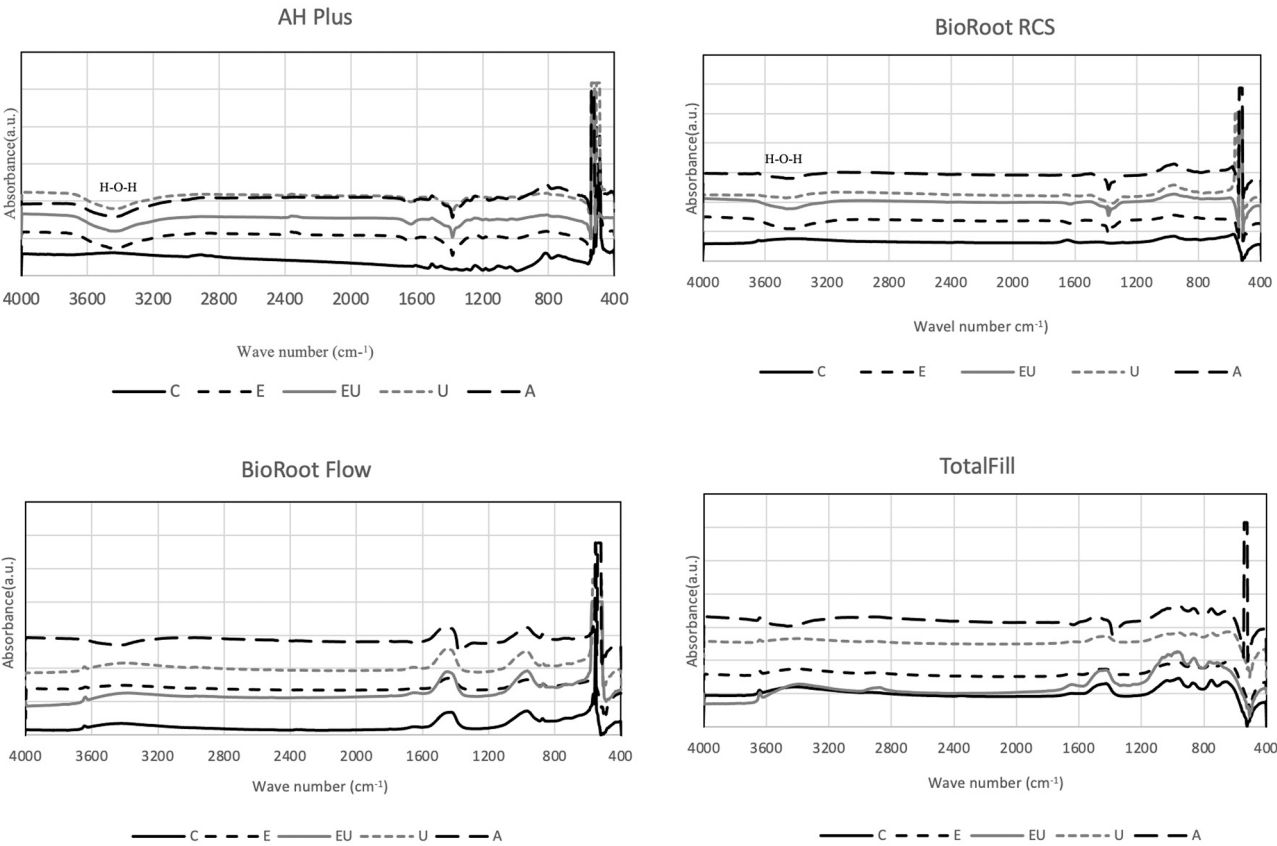 AH Plus
Absorbance(a.u.)
H-O-H
4000 3600 3200 2800 2400 2000 1600 1200 800 400
Wave number (cm-¹)
C E EU U A
BioRoot RCS
Absorbance(a.u.)
H-O-H
4000 3600 3200 2800 2400 2000 1600 1200 800 400
Wavel number cm⁻¹)
C E EU U A
BioRoot Flow
Absorbance(a.u.)
4000 3600 3200 2800 2400 2000 1600 1200 800 400
Wave number (cm⁻¹)
C E EU U A
TotalFill
Absorbance(a.u.)
4000 3600 3200 2800 2400 2000 1600 1200 800 400
Wave number (cm⁻¹)
C E EU U A